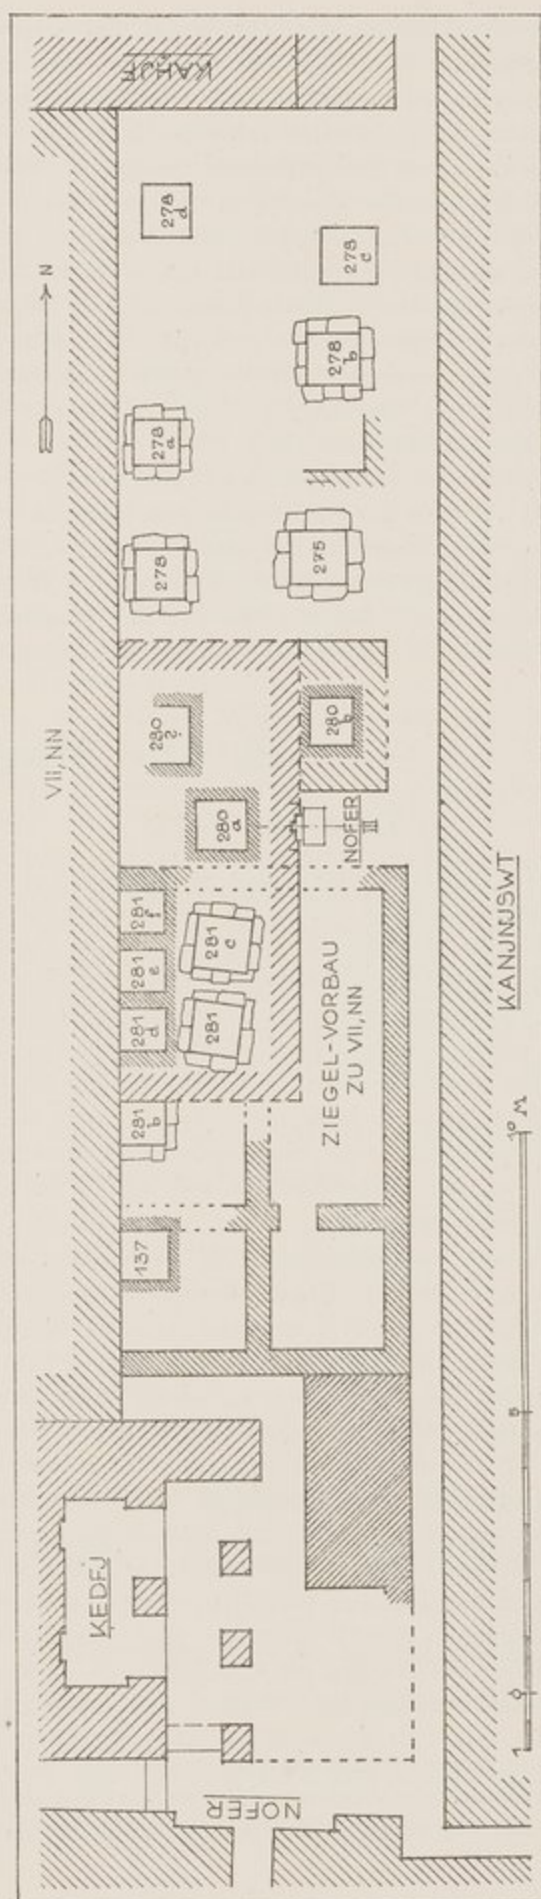 KAHJF
N
278
d
278
c
278
b
278
a
278
275
VII, NN
280
?
280
b
280
a
NOFER
III
281
f
281
e
281
d
281
c
281
281
b
ZIEGEL-VORBAU
ZU VII, NN
KANJNJSWT
137
KEDFJ
NOFER
1
0
5
10 M